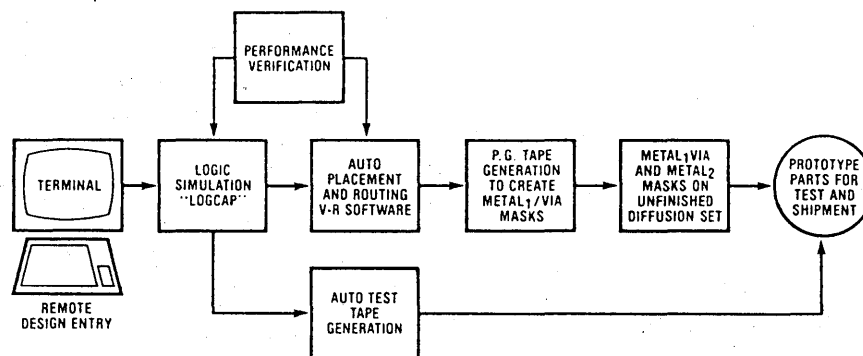 PERFORMANCE
VERIFICATION
TERMINAL
REMOTE
DESIGN ENTRY
LOGIC
SIMULATION
"LOGCAP"
AUTO
PLACEMENT
AND ROUTING
V-R SOFTWARE
P.G. TAPE
GENERATION
TO CREATE
METAL1/VIA
MASKS
METAL1VIA
AND METAL2
MASKS ON
UNFINISHED
DIFFUSION SET
PROTOTYPE
PARTS FOR
TEST AND
SHIPMENT
AUTO TEST
TAPE
GENERATION